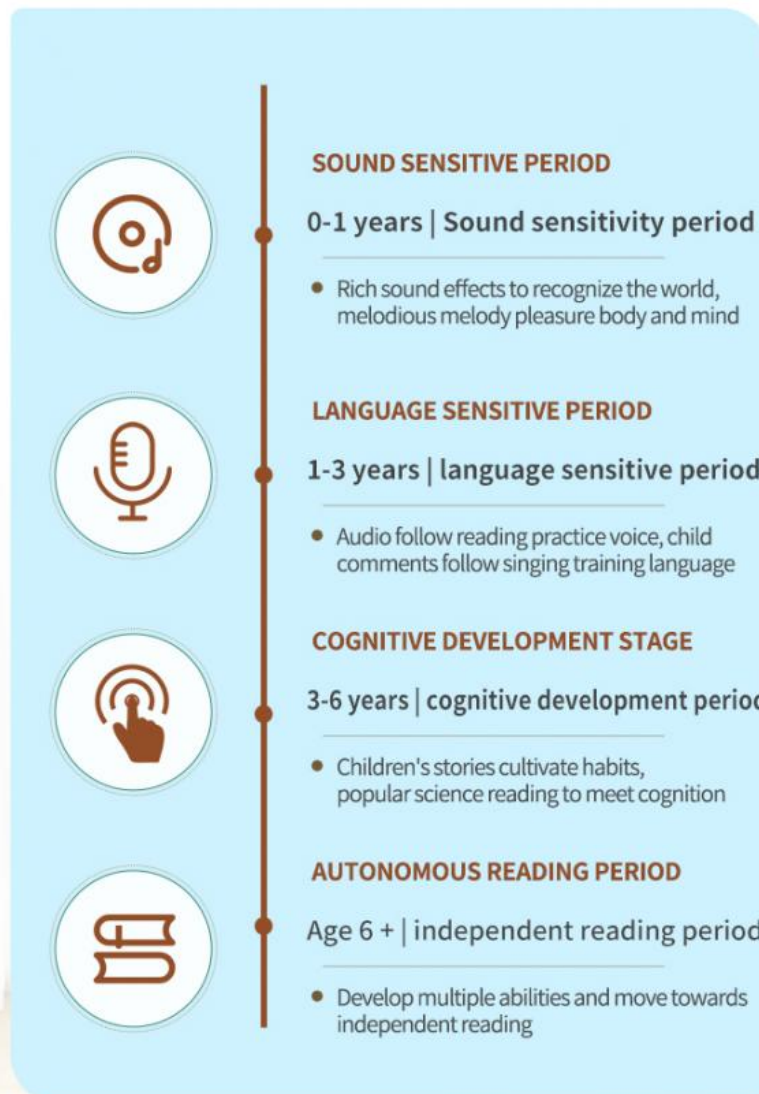 SOUND SENSITIVE PERIOD
0-1 years | Sound sensitivity period
• Rich sound effects to recognize the world,
melodious melody pleasure body and mind
LANGUAGE SENSITIVE PERIOD
1-3 years | language sensitive period
• Audio follow reading practice voice, child
comments follow singing training language
COGNITIVE DEVELOPMENT STAGE
3-6 years | cognitive development period
• Children's stories cultivate habits,
popular science reading to meet cognition
AUTONOMOUS READING PERIOD
Age 6 + | independent reading period
• Develop multiple abilities and move towards
independent reading